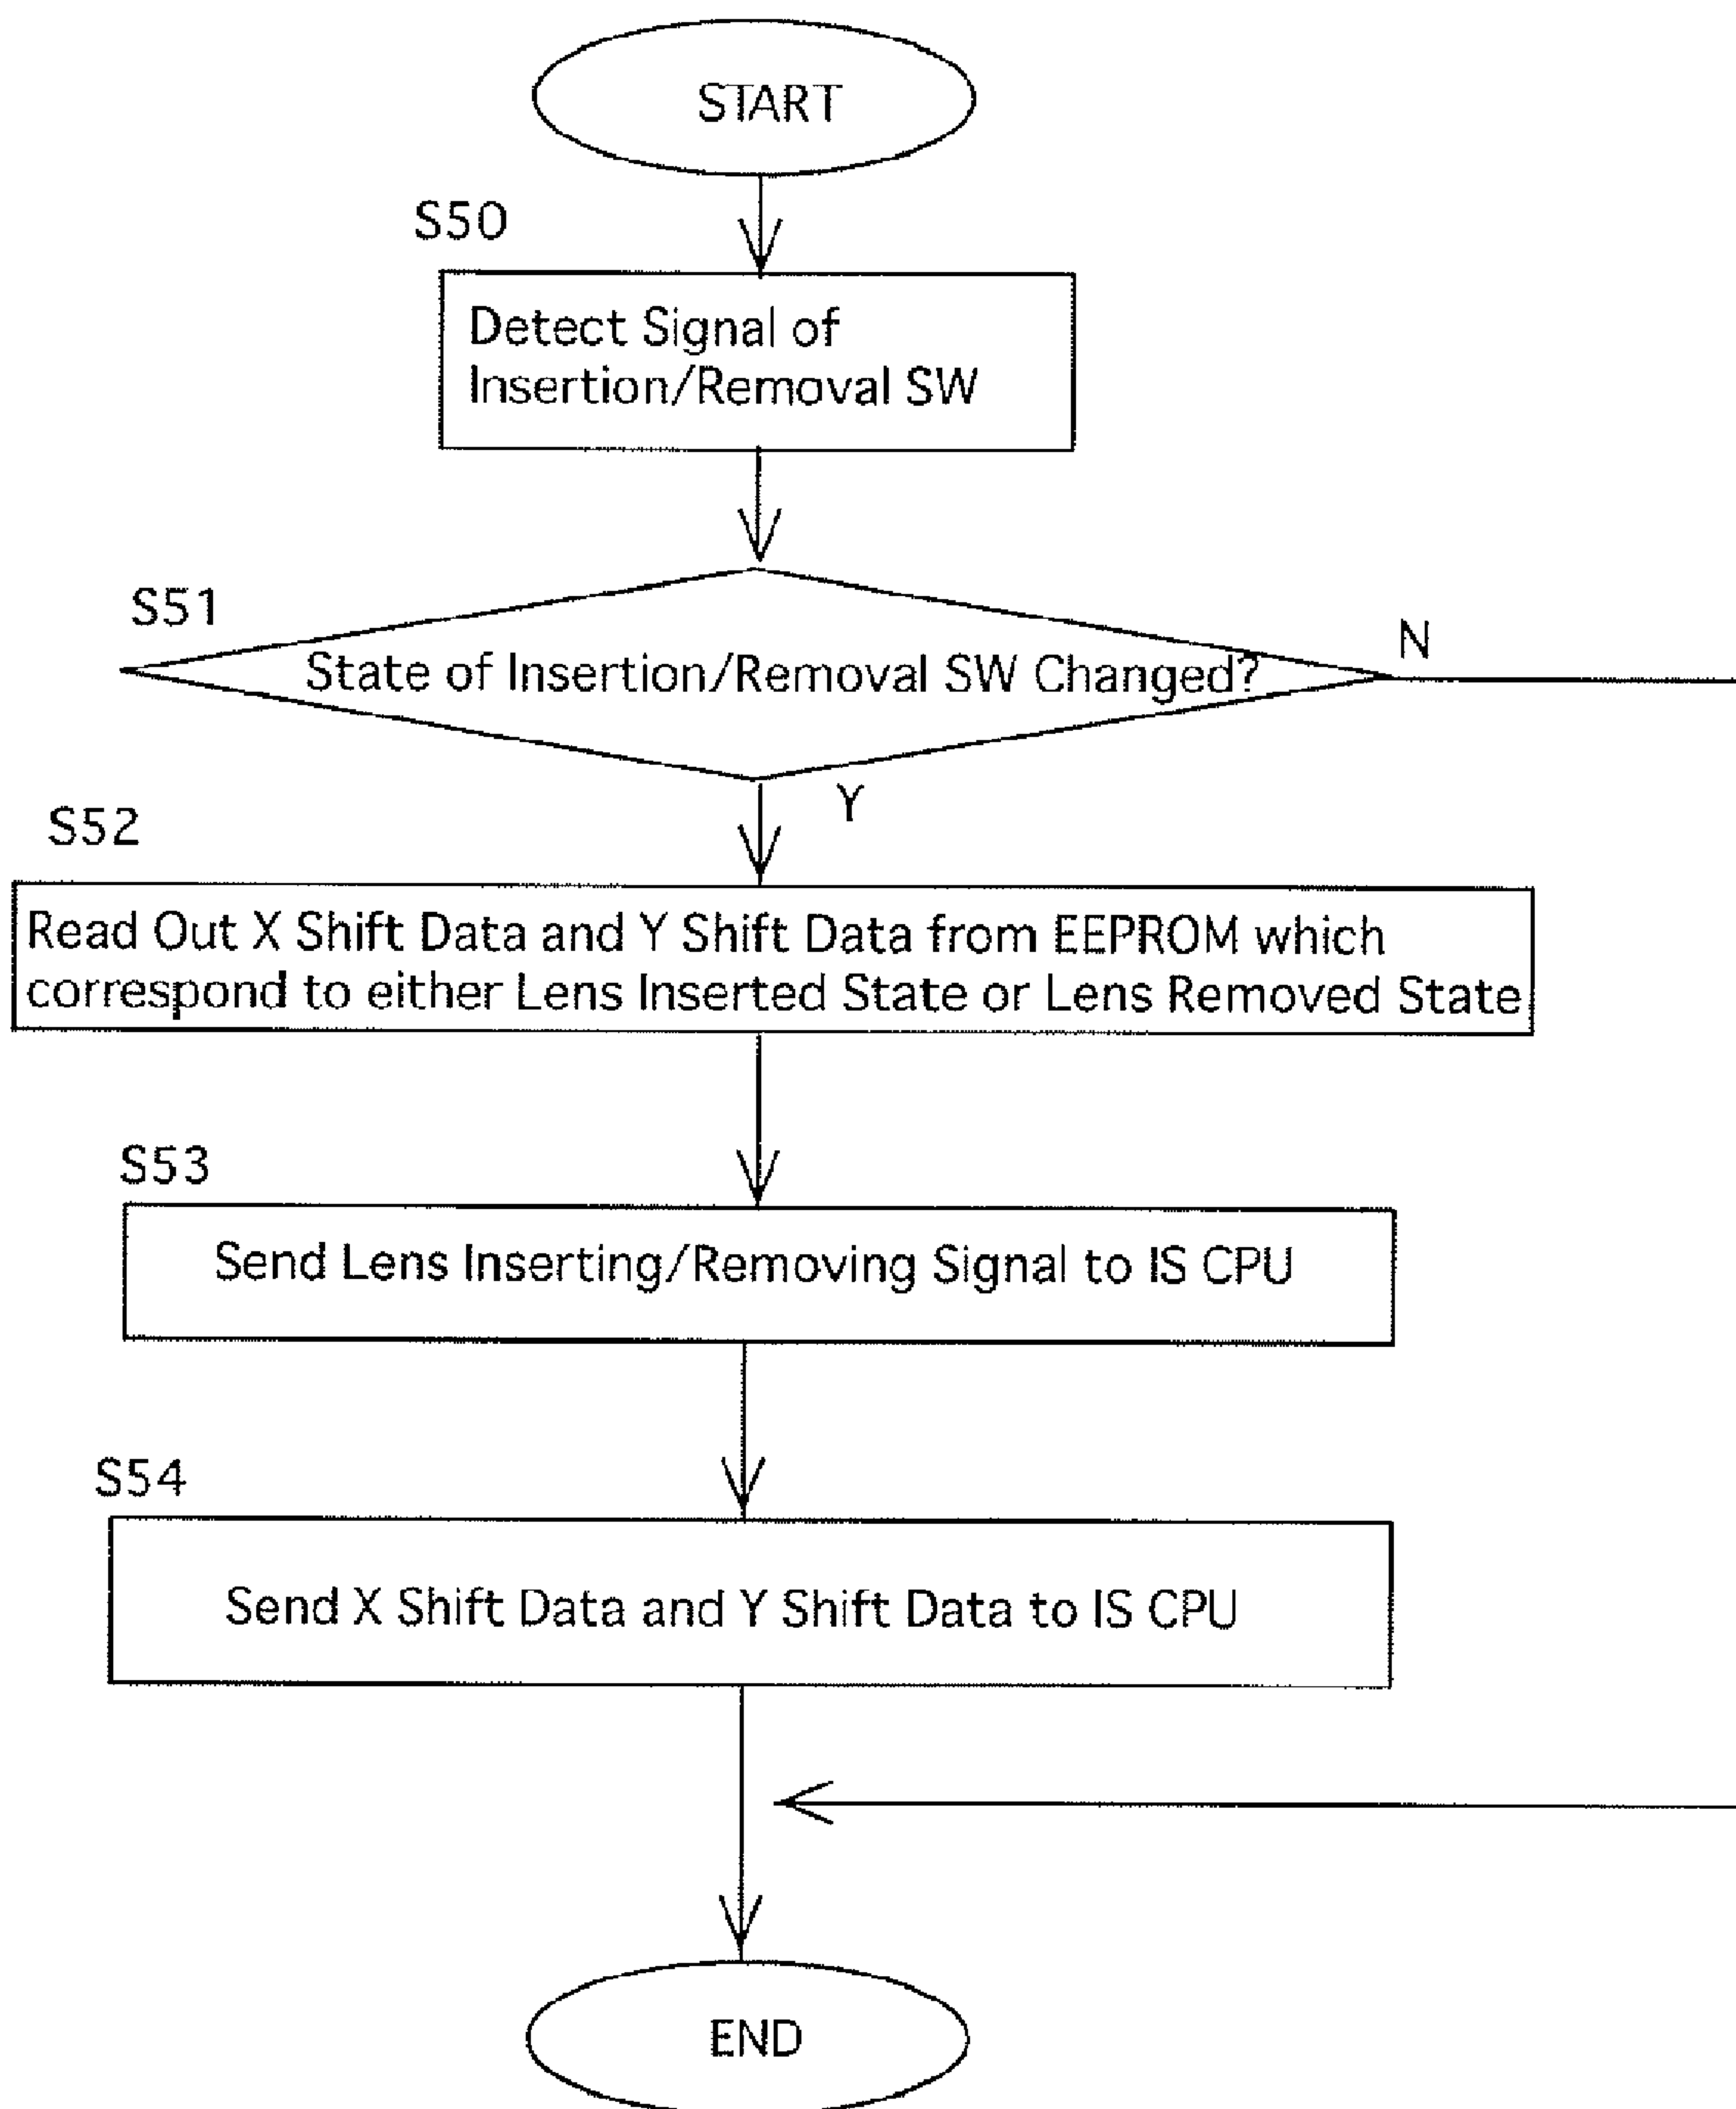 START
S50
Detect Signal of
Insertion/Removal SW
S51
State of Insertion/Removal SW Changed?
N
Y
S52
Read Out X Shift Data and Y Shift Data from EEPROM which
correspond to either Lens Inserted State or Lens Removed State
S53
Send Lens Inserting/Removing Signal to IS CPU
S54
Send X Shift Data and Y Shift Data to IS CPU
END